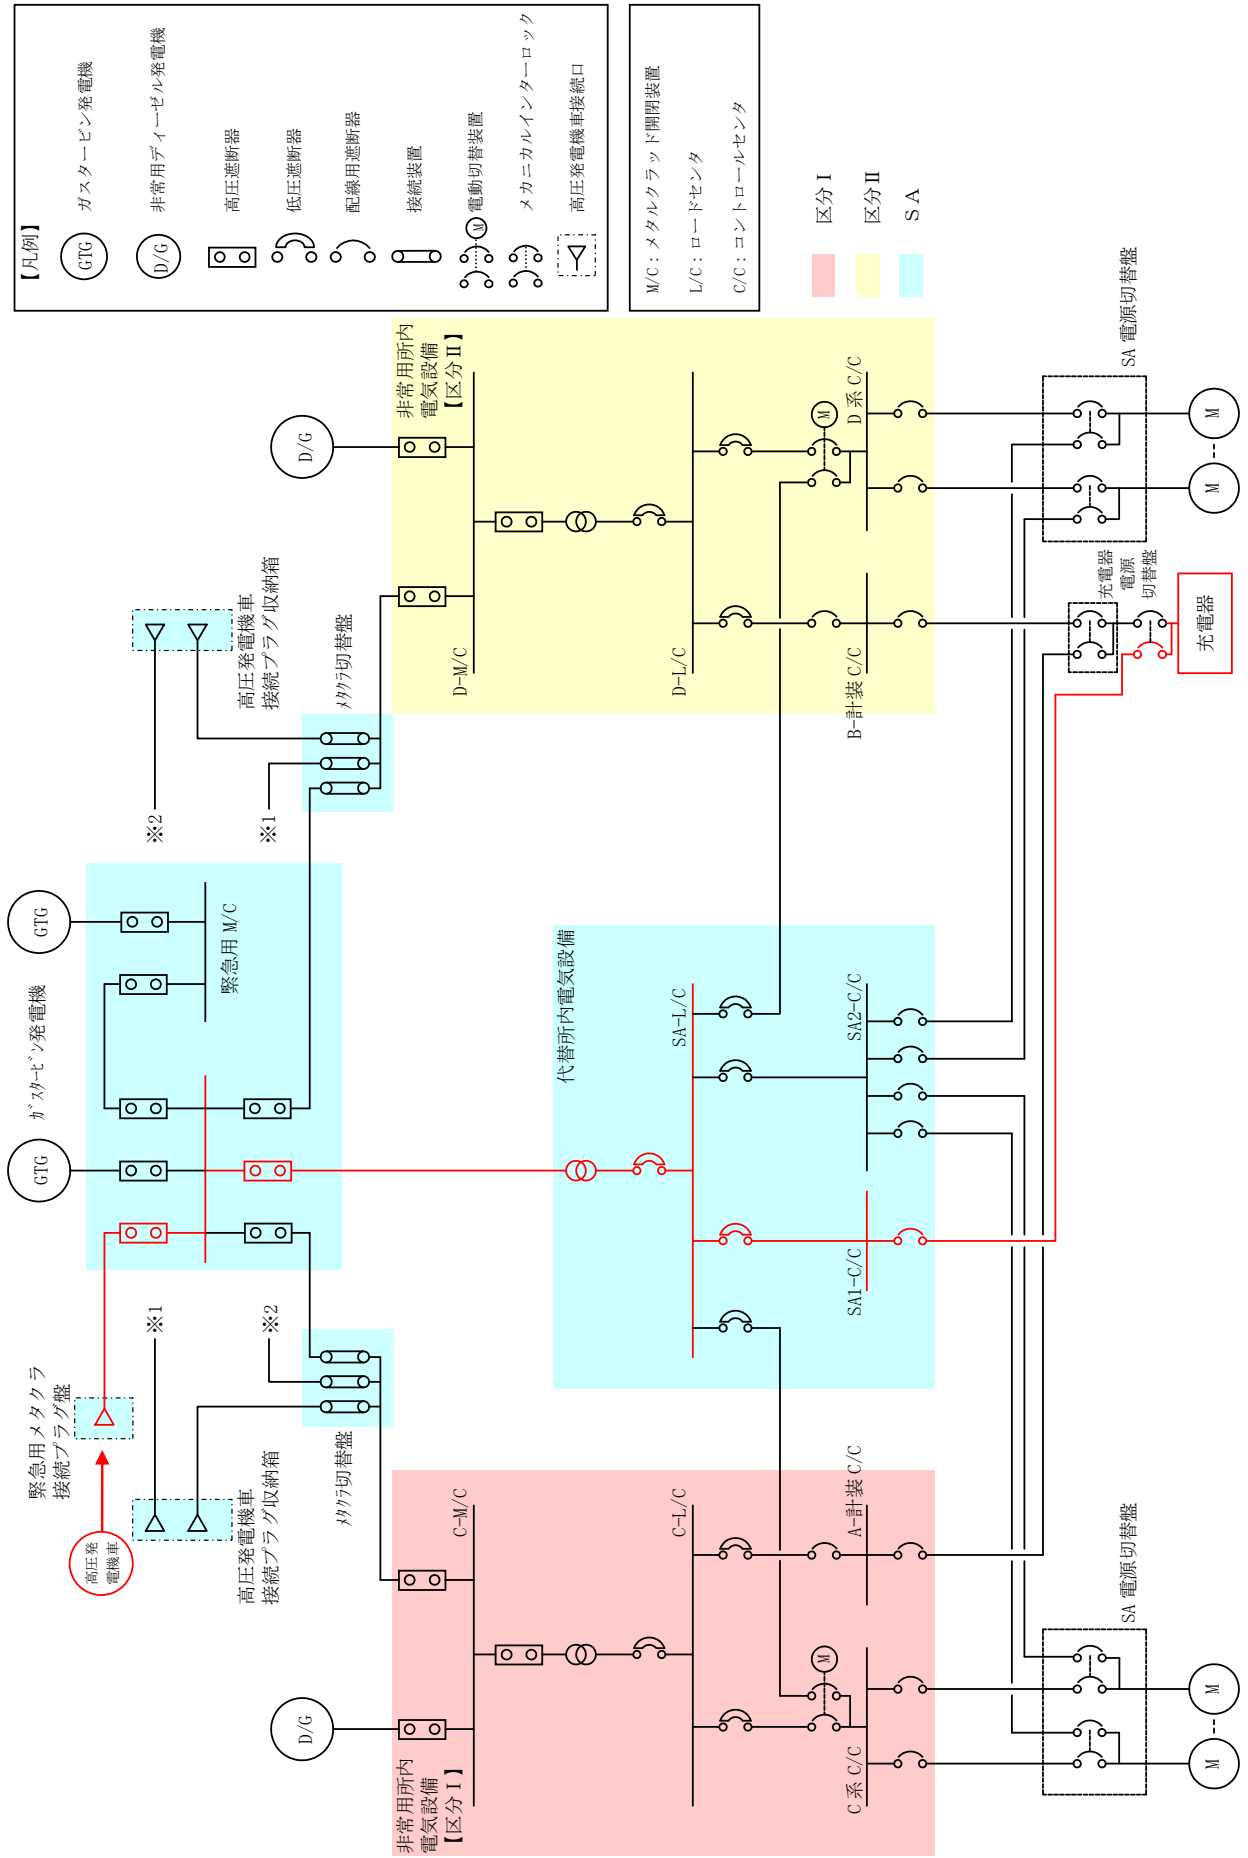 【凡例】
GTG
ガスタービン発電機
D/G
非常用ディーゼル発電機
高圧遮断器
低圧遮断器
配線用遮断器
接続装置
M
電動切替装置
メカニカルインターロック
高圧発電機車接続口
M/C：メタルクラッド開閉装置
L/C：ロードセンタ
C/C：コントロールセンタ
区分Ⅰ
区分Ⅱ
ＳＡ
緊急用メタクラ
接続プラグ盤
高圧発
電機車
※1
※2
高圧発電機車
接続プラグ収納箱
ﾒﾀｸﾗ切替盤
GTG
GTG
ｶﾞｽﾀｰﾋﾞﾝ発電機
緊急用 M/C
※2
※1
高圧発電機車
接続プラグ収納箱
ﾒﾀｸﾗ切替盤
D/G
非常用所内
電気設備
【区分Ⅰ】
C-M/C
C-L/C
M
C 系 C/C
A-計装 C/C
代替所内電気設備
SA-L/C
SA1-C/C
SA2-C/C
D/G
非常用所内
電気設備
【区分Ⅱ】
D-M/C
D-L/C
M
B-計装 C/C
D 系 C/C
SA 電源切替盤
M
M
充電器
電源
切替盤
充電器
SA 電源切替盤
M
M